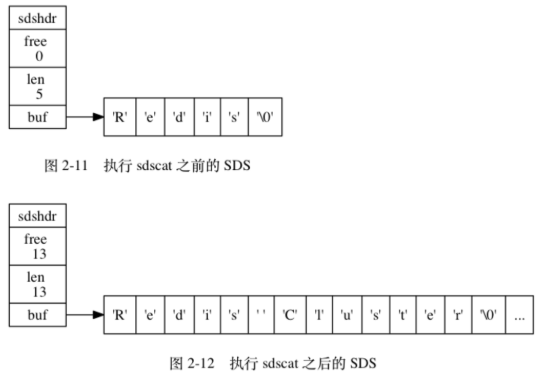 sdshdr
free
0
len
5
buf
'R' 'e' 'd' 'i' 's' '\0'
图 2-11 执行 sdscat 之前的 SDS
sdshdr
free
13
len
13
buf
'R' 'e' 'd' 'i' 's' ' ' 'C' 'l' 'u' 's' 't' 'e' 'r' '\0' ...
图 2-12 执行 sdscat 之后的 SDS